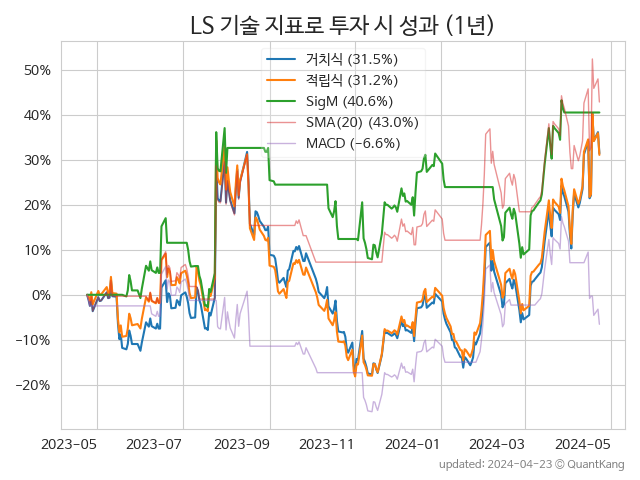 LS 기술 지표로 투자 시 성과 (1년)
거치식 (31.5%)
적립식 (31.2%)
SigM (40.6%)
SMA(20) (43.0%)
MACD (−6.6%)
50%
40%
30%
20%
10%
0%
−10%
−20%
2023-05 2023-07 2023-09 2023-11 2024-01 2024-03 2024-05
updated: 2024-04-23 © QuantKang